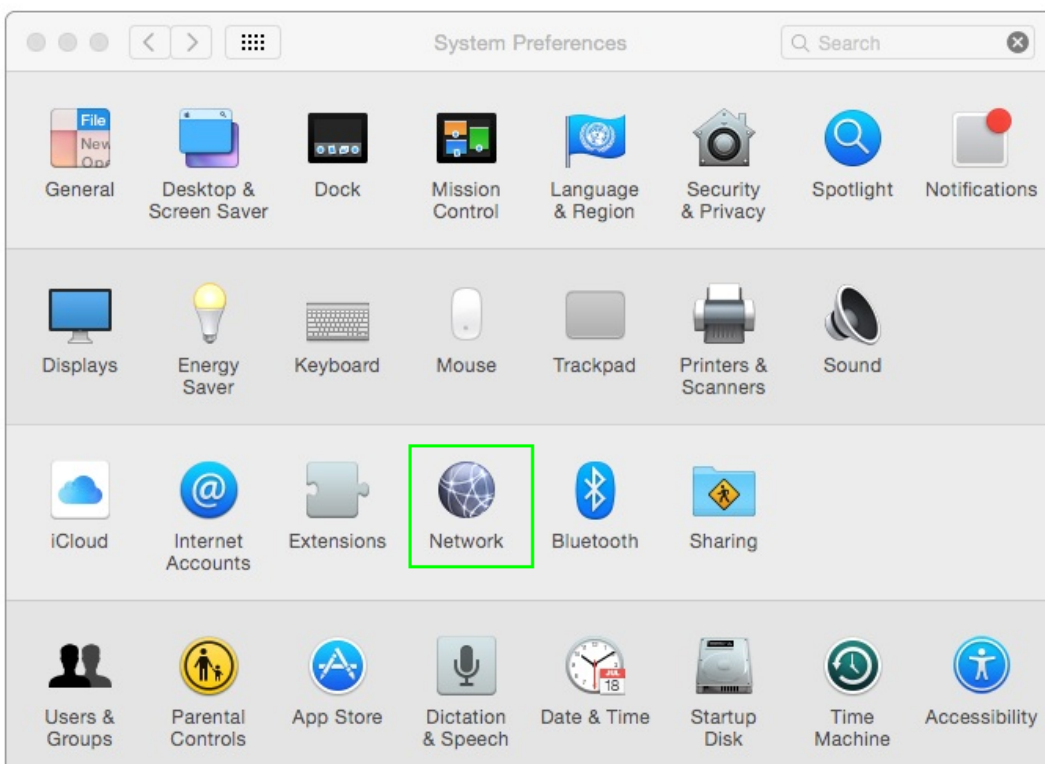 System Preferences
Search
File
New
Ope
General
Desktop &
Screen Saver
Dock
Mission
Control
Language
& Region
Security
& Privacy
Spotlight
Notifications
Displays
Energy
Saver
Keyboard
Mouse
Trackpad
Printers &
Scanners
Sound
iCloud
@
Internet
Accounts
Extensions
Network
Bluetooth
Sharing
JUL
18
Users &
Groups
Parental
Controls
App Store
Dictation
& Speech
Date & Time
Startup
Disk
Time
Machine
Accessibility